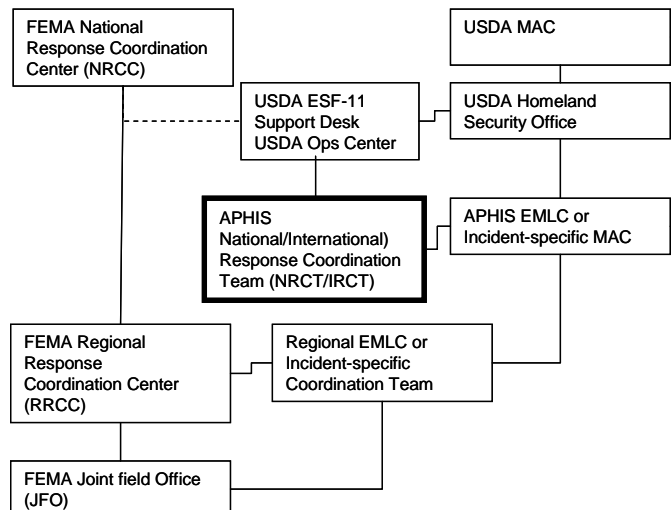 FEMA National
Response Coordination
Center (NRCC)
USDA MAC
USDA ESF-11
Support Desk
USDA Ops Center
USDA Homeland
Security Office
APHIS
National/International)
Response Coordination
Team (NRCT/IRCT)
APHIS EMLC or
Incident-specific MAC
FEMA Regional
Response
Coordination Center
(RRCC)
Regional EMLC or
Incident-specific
Coordination Team
FEMA Joint field Office
(JFO)